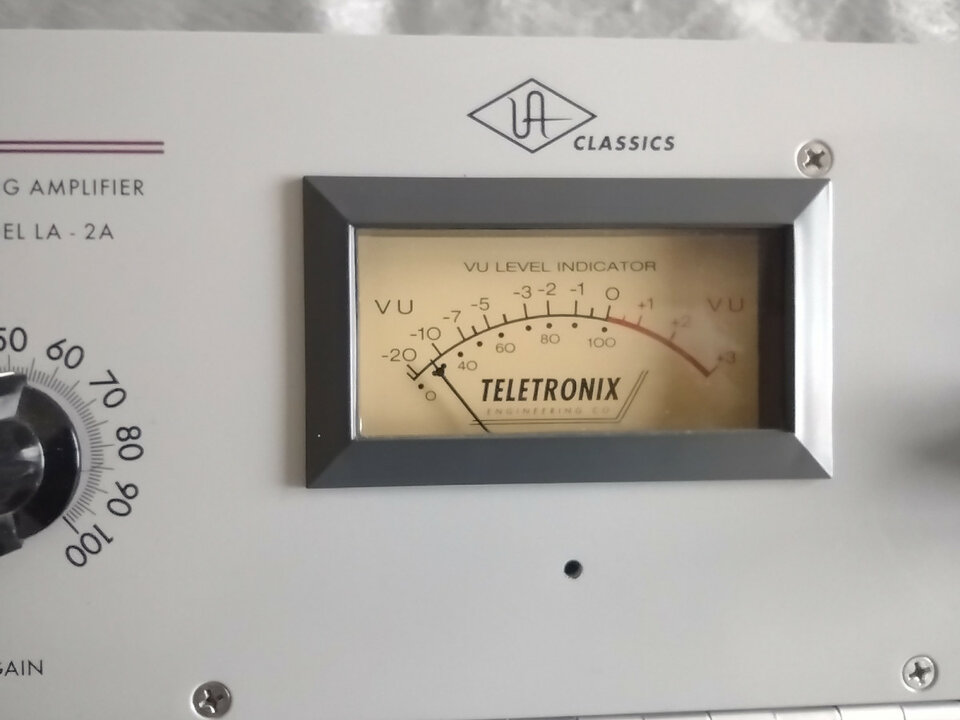 UA CLASSICS
G AMPLIFIER
EL LA - 2A
50 60 70 80 90 100
GAIN
VU LEVEL INDICATOR
VU VU
-20 -10 -7 -5 -3 -2 -1 0 +1 +2 +3
0 40 60 80 100
TELETRONIX
ENGINEERING CO